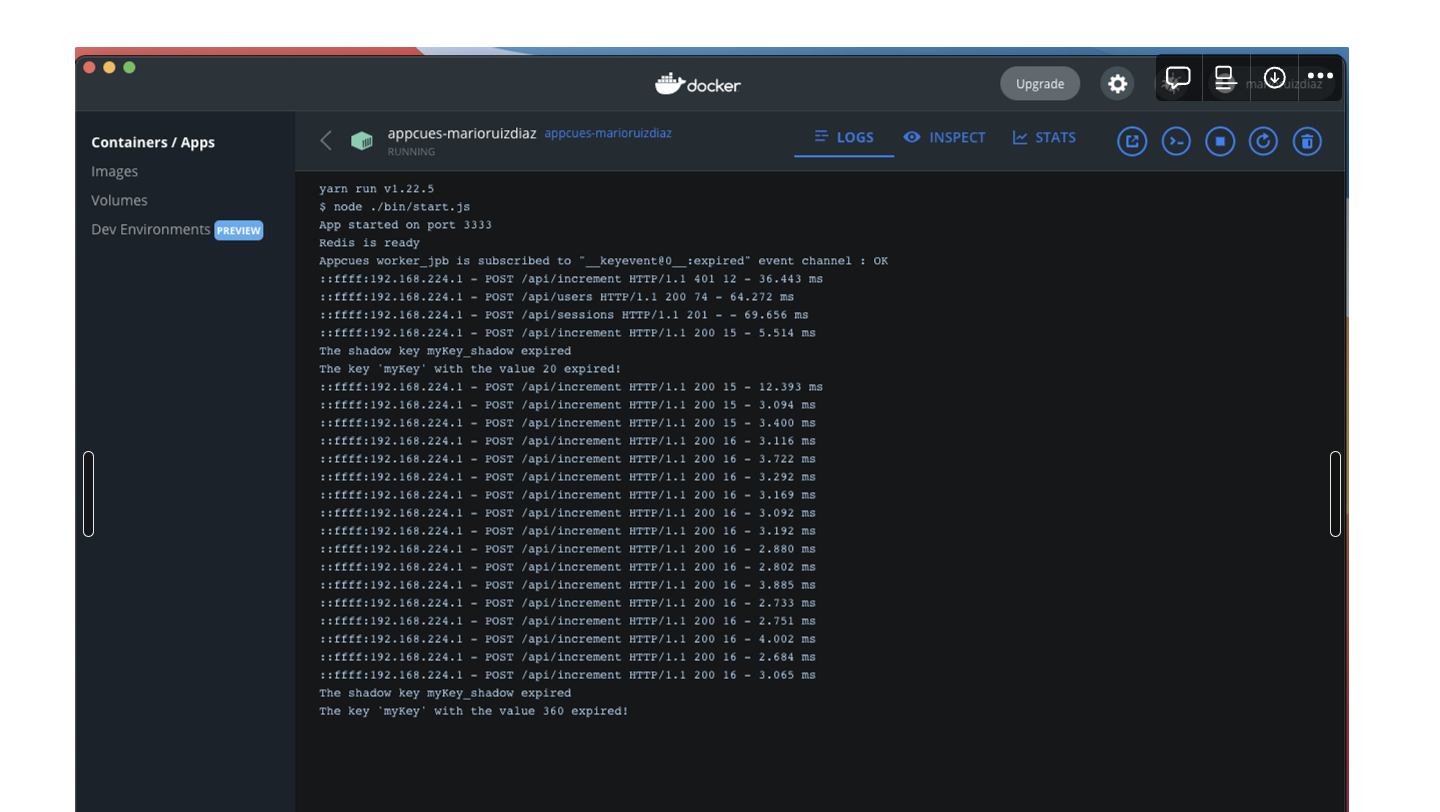 docker
Upgrade
Containers / Apps
Images
Volumes
Dev Environments PREVIEW
appcues-marioruizdiaz appcues-marioruizdiaz
RUNNING
LOGS INSPECT STATS
yarn run v1.22.5
$ node ./bin/start.js
App started on port 3333
Redis is ready
Appcues worker_jpb is subscribed to "__keyevent@0__:expired" event channel : OK
::ffff:192.168.224.1 - POST /api/increment HTTP/1.1 401 12 - 36.443 ms
::ffff:192.168.224.1 - POST /api/users HTTP/1.1 200 74 - 64.272 ms
::ffff:192.168.224.1 - POST /api/sessions HTTP/1.1 201 - - 69.656 ms
::ffff:192.168.224.1 - POST /api/increment HTTP/1.1 200 15 - 5.514 ms
The shadow key myKey_shadow expired
The key `myKey` with the value 20 expired!
::ffff:192.168.224.1 - POST /api/increment HTTP/1.1 200 15 - 12.393 ms
::ffff:192.168.224.1 - POST /api/increment HTTP/1.1 200 15 - 3.094 ms
::ffff:192.168.224.1 - POST /api/increment HTTP/1.1 200 15 - 3.400 ms
::ffff:192.168.224.1 - POST /api/increment HTTP/1.1 200 16 - 3.116 ms
::ffff:192.168.224.1 - POST /api/increment HTTP/1.1 200 16 - 3.722 ms
::ffff:192.168.224.1 - POST /api/increment HTTP/1.1 200 16 - 3.292 ms
::ffff:192.168.224.1 - POST /api/increment HTTP/1.1 200 16 - 3.169 ms
::ffff:192.168.224.1 - POST /api/increment HTTP/1.1 200 16 - 3.092 ms
::ffff:192.168.224.1 - POST /api/increment HTTP/1.1 200 16 - 3.192 ms
::ffff:192.168.224.1 - POST /api/increment HTTP/1.1 200 16 - 2.880 ms
::ffff:192.168.224.1 - POST /api/increment HTTP/1.1 200 16 - 2.802 ms
::ffff:192.168.224.1 - POST /api/increment HTTP/1.1 200 16 - 3.885 ms
::ffff:192.168.224.1 - POST /api/increment HTTP/1.1 200 16 - 2.733 ms
::ffff:192.168.224.1 - POST /api/increment HTTP/1.1 200 16 - 2.751 ms
::ffff:192.168.224.1 - POST /api/increment HTTP/1.1 200 16 - 4.002 ms
::ffff:192.168.224.1 - POST /api/increment HTTP/1.1 200 16 - 2.684 ms
::ffff:192.168.224.1 - POST /api/increment HTTP/1.1 200 16 - 3.065 ms
The shadow key myKey_shadow expired
The key `myKey` with the value 360 expired!